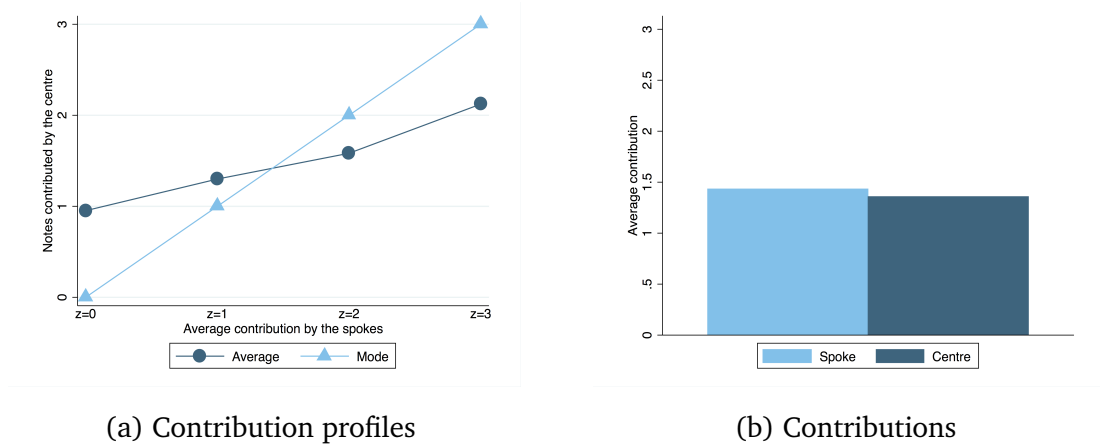 Notes contributed by the centre
3
2
1
0
z=0 z=1 z=2 z=3
Average contribution by the spokes
Average Mode
(a) Contribution profiles
Average contribution
3
2.5
2
1.5
1
.5
0
Spoke Centre
(b) Contributions